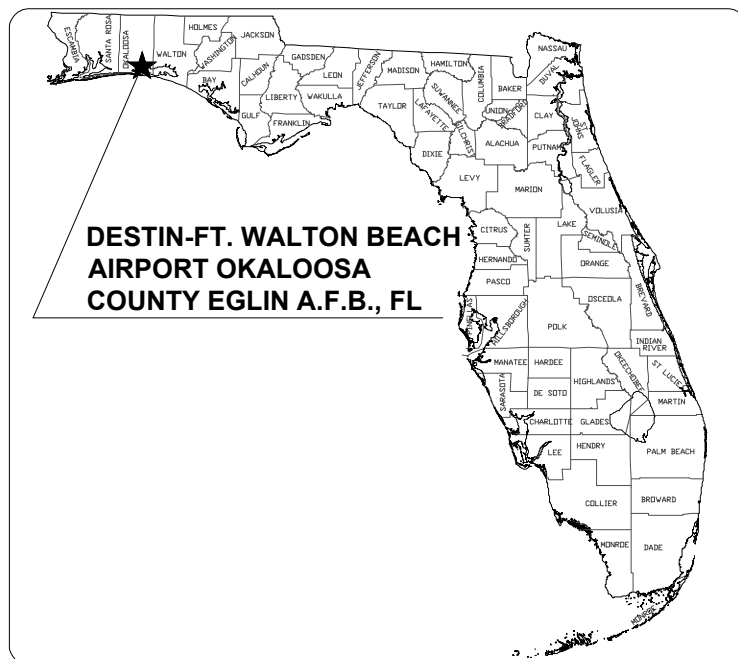 ESCAMBIA
SANTA ROSA
OKALOOSA
WALTON
HOLMES
WASHINGTON
JACKSON
BAY
CALHOUN
GULF
GADSDEN
LIBERTY
FRANKLIN
LEON
WAKULLA
JEFFERSON
MADISON
TAYLOR
HAMILTON
SUWANNEE
LAFAYETTE
DIXIE
GILCHRIST
COLUMBIA
BAKER
UNION
BRADFORD
NASSAU
DUVAL
CLAY
ST JOHNS
ALACHUA
PUTNAM
FLAGLER
LEVY
MARION
VOLUSIA
LAKE
CITRUS
SUMTER
SEMINOLE
HERNANDO
ORANGE
PASCO
OSCEOLA
BREVARD
PINELLAS
HILLSBOROUGH
POLK
INDIAN
RIVER
MANATEE
HARDEE
OKEECHOBEE
ST LUCIE
SARASOTA
DE SOTO
HIGHLANDS
MARTIN
CHARLOTTE
GLADES
LEE
HENDRY
PALM BEACH
COLLIER
BROWARD
MONROE
DADE
MONROE
DESTIN-FT. WALTON BEACH
AIRPORT OKALOOSA
COUNTY EGLIN A.F.B., FL